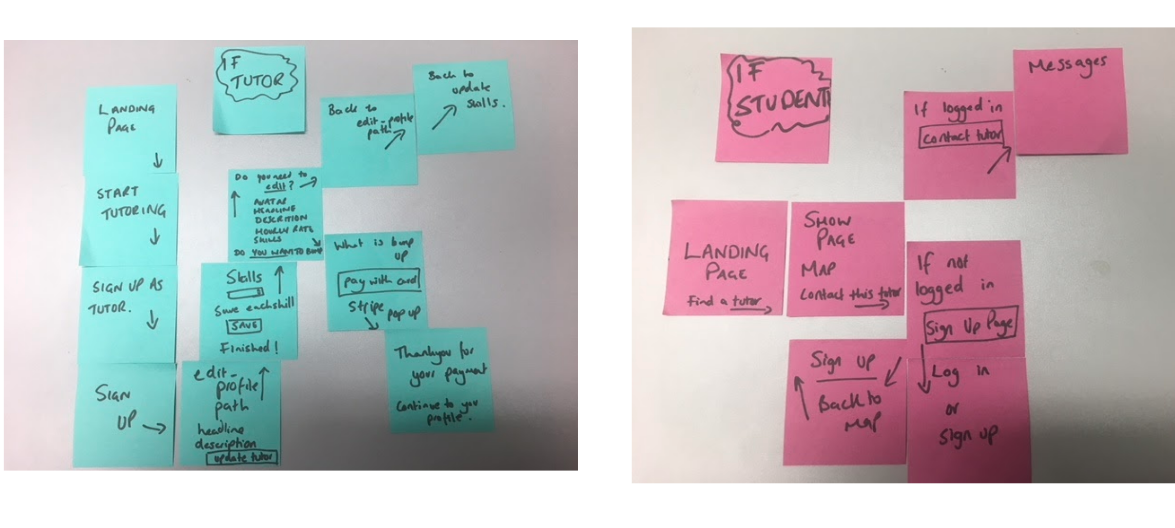 IF
TUTOR
LANDING
PAGE
START
TUTORING
SIGN UP AS
TUTOR.
SIGN
UP
edit-
profile
path
headline
description
update tutor
Skills
Save each skill
SAVE
Finished!
Do you need to
edit?
AVATAR
HEADLINE
DESCRITION
HOURLY RATE
SKILLS
DO YOU WANT TO BUMP
Back to
edit-profile
path
Back to
update
skills.
What is bump
up
pay with card
Stripe pop up
Thankyou for
your payment
Continue to your
profile.
IF
STUDENT
LANDING
PAGE
Find a tutor
SHOW
PAGE
MAP
Contact this tutor
If logged in
contact tutor
Messages
If not
logged in
Sign Up Page
Log in
or
sign up
Sign up
Back to
map